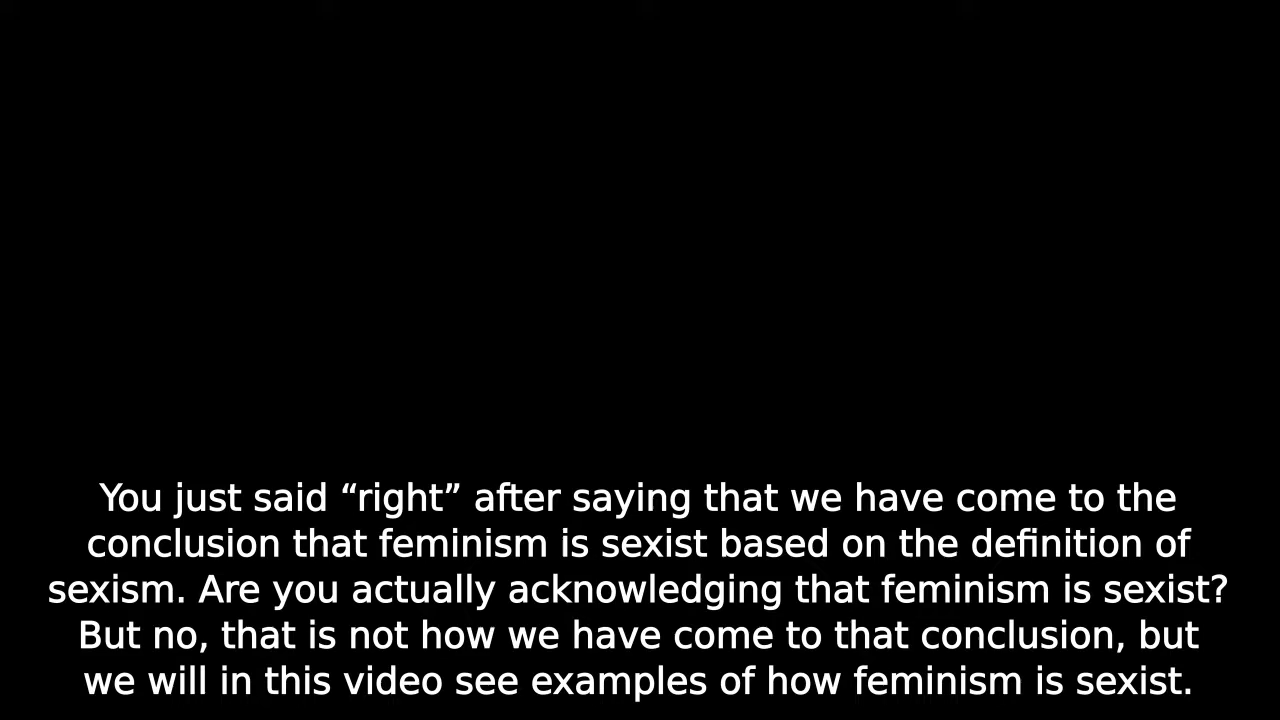 You just said “right” after saying that we have come to the
conclusion that feminism is sexist based on the definition of
sexism. Are you actually acknowledging that feminism is sexist?
But no, that is not how we have come to that conclusion, but
we will in this video see examples of how feminism is sexist.